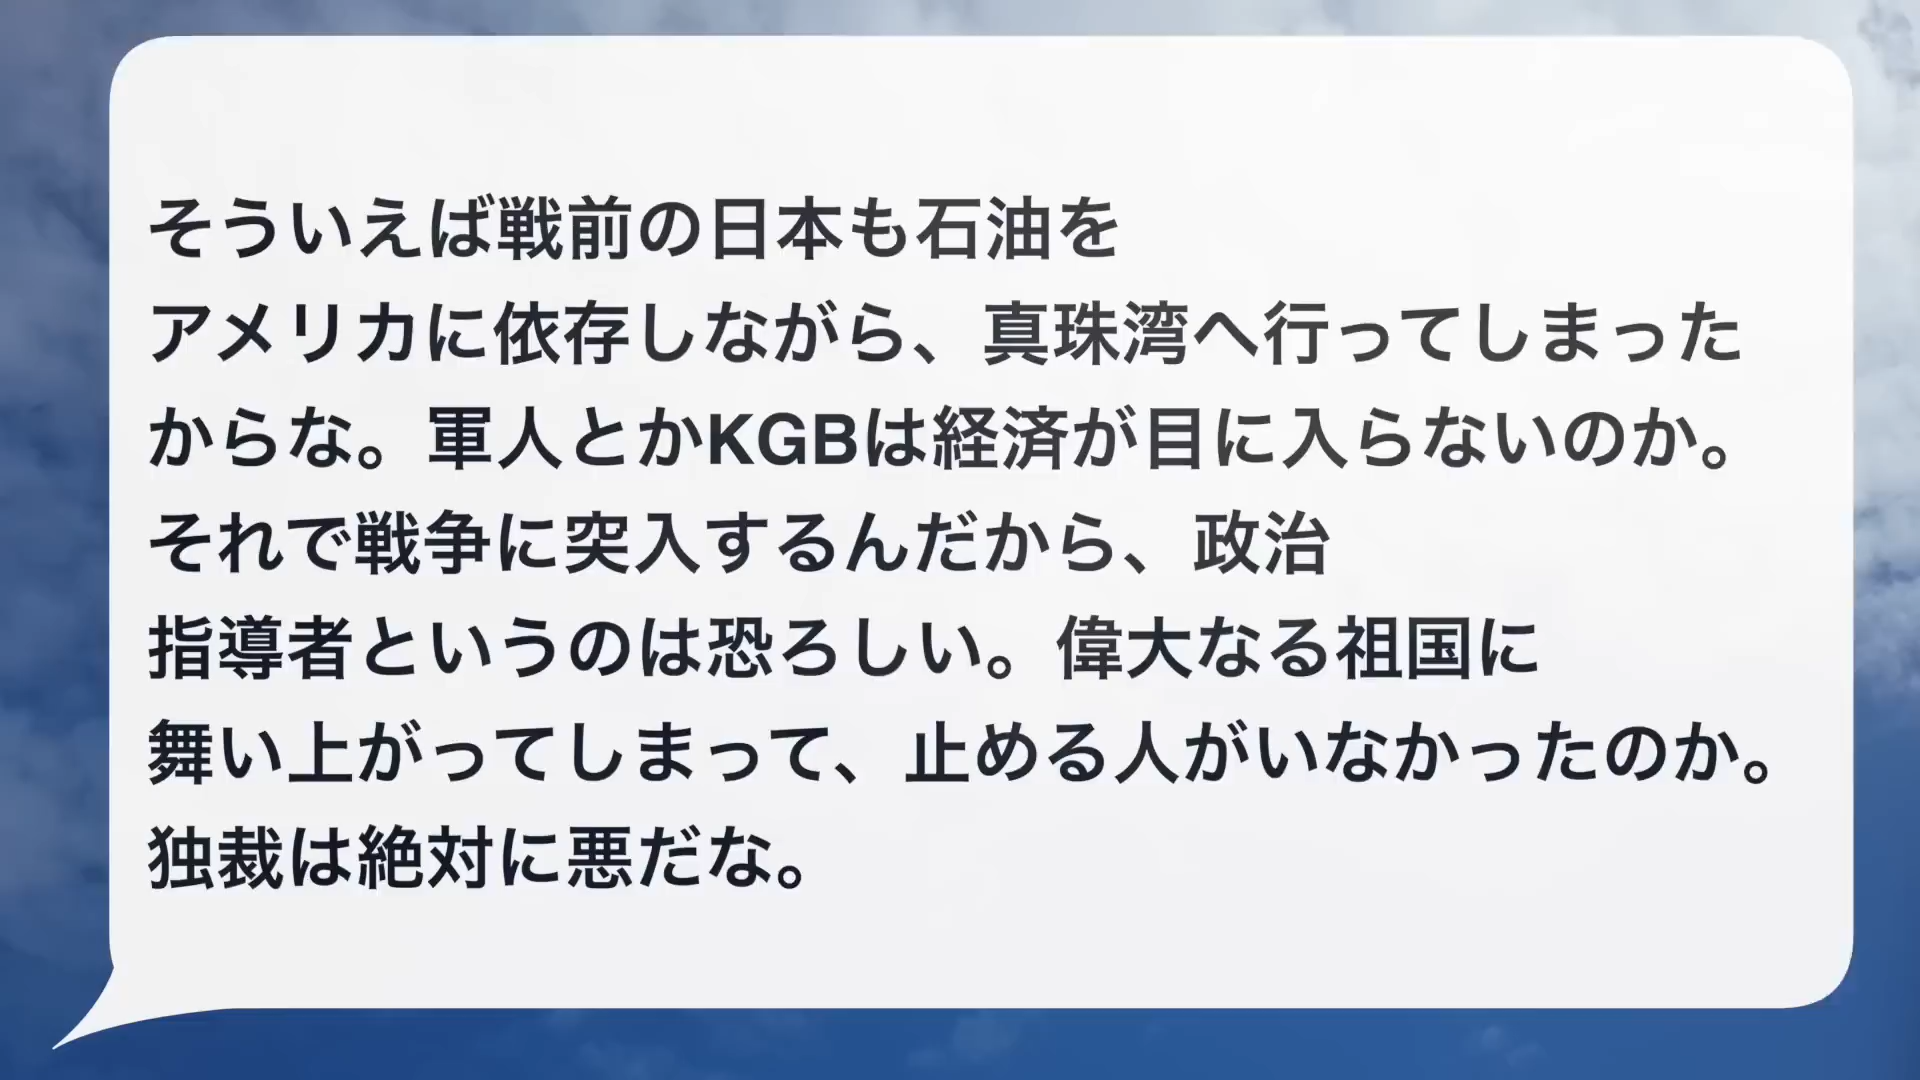 そういえば戦前の日本も石油を
アメリカに依存しながら、真珠湾へ行ってしまった
からな。軍人とかKGBは経済が目に入らないのか。
それで戦争に突入するんだから、政治
指導者というのは恐ろしい。偉大なる祖国に
舞い上がってしまって、止める人がいなかったのか。
独裁は絶対に悪だな。